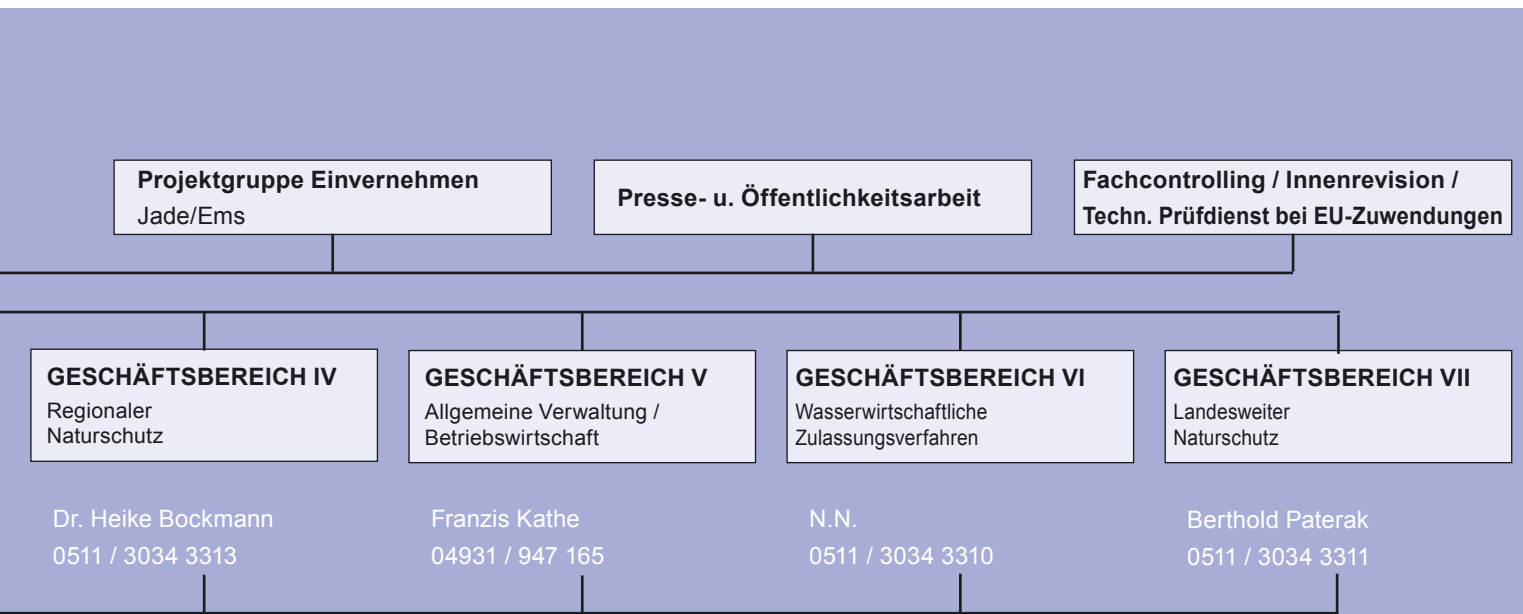 Projektgruppe Einvernehmen
Jade/Ems
Presse- u. Öffentlichkeitsarbeit
Fachcontrolling / Innenrevision /
Techn. Prüfdienst bei EU-Zuwendungen
GESCHÄFTSBEREICH IV
Regionaler
Naturschutz
Dr. Heike Bockmann
0511 / 3034 3313
GESCHÄFTSBEREICH V
Allgemeine Verwaltung /
Betriebswirtschaft
Franzis Kathe
04931 / 947 165
GESCHÄFTSBEREICH VI
Wasserwirtschaftliche
Zulassungsverfahren
N.N.
0511 / 3034 3310
GESCHÄFTSBEREICH VII
Landesweiter
Naturschutz
Berthold Paterak
0511 / 3034 3311